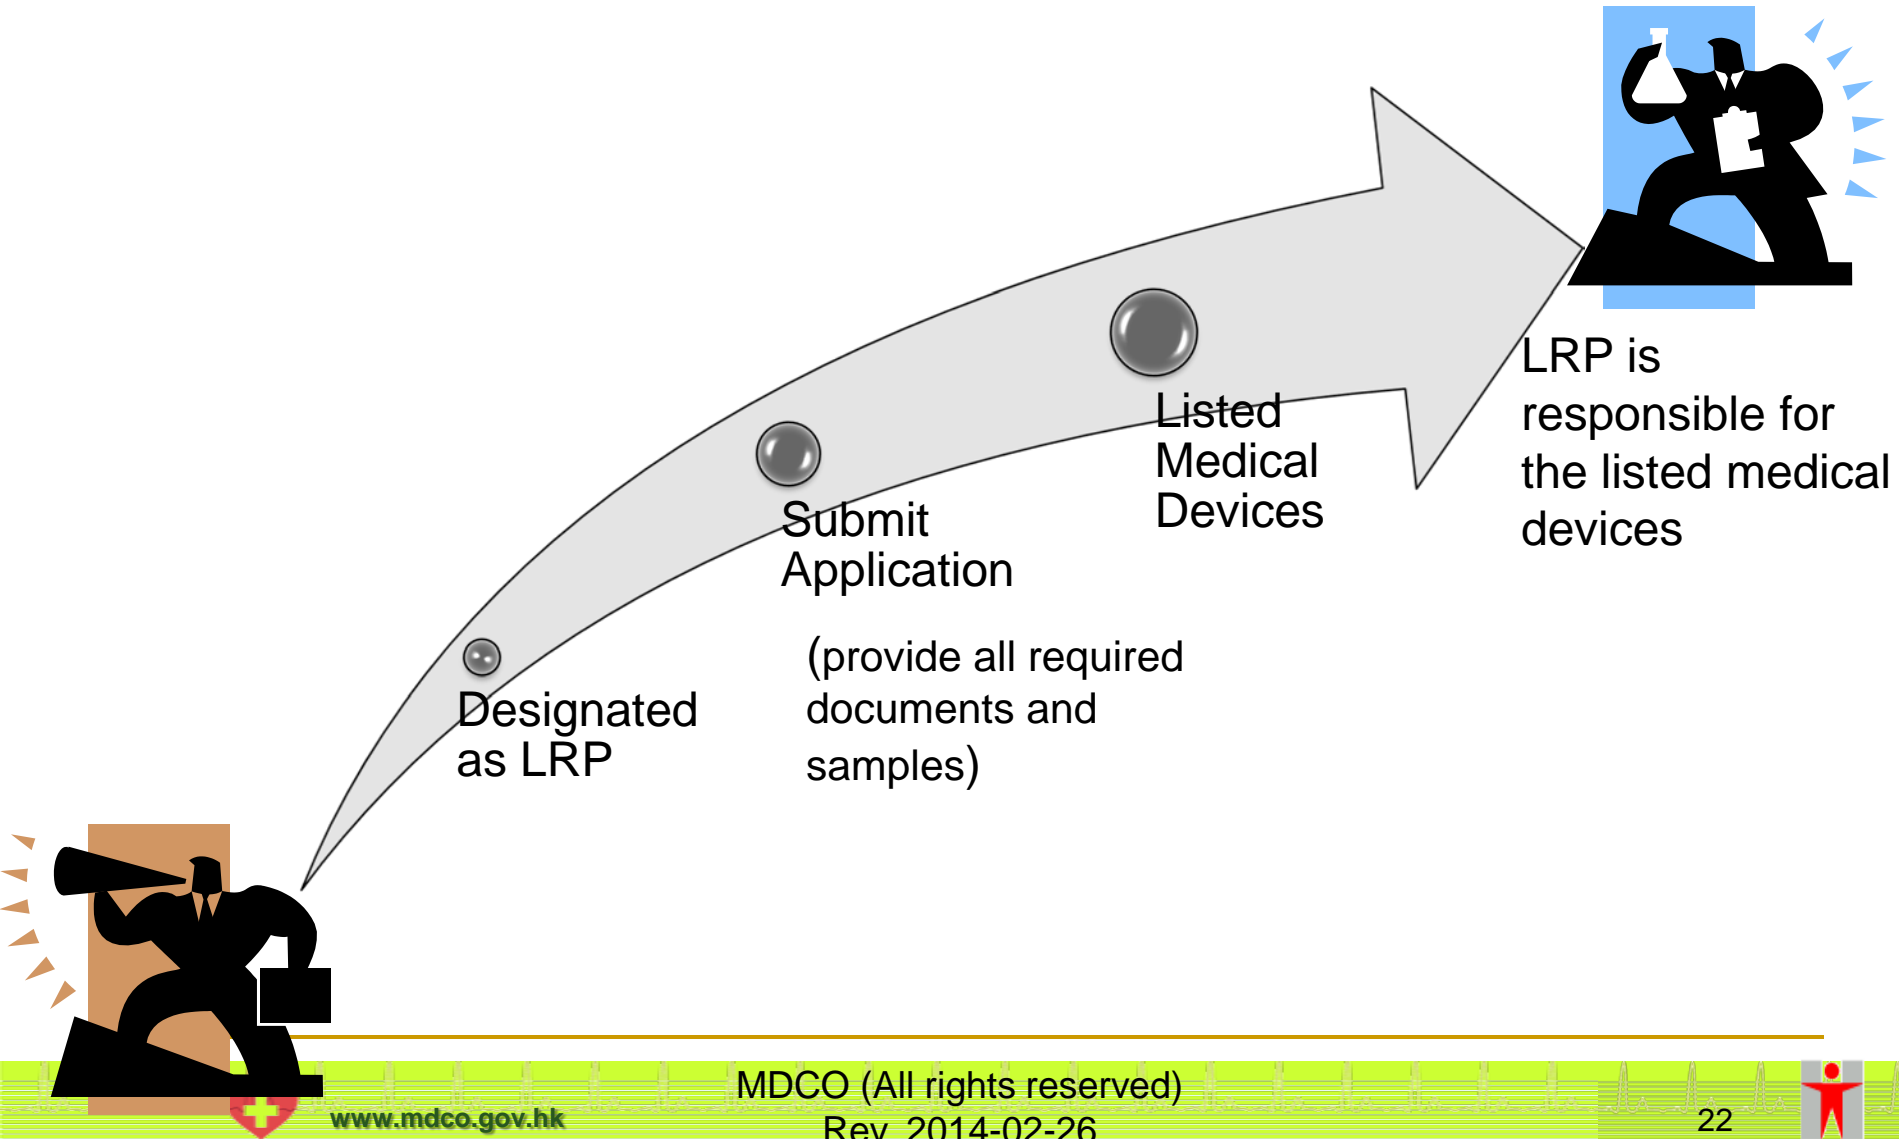 LRP is
responsible for
the listed medical
devices
Listed
Medical
Devices
Submit
Application
(provide all required
documents and
samples)
Designated
as LRP
MDCO (All rights reserved)
Rev. 2014-02-26
www.mdco.gov.hk
22